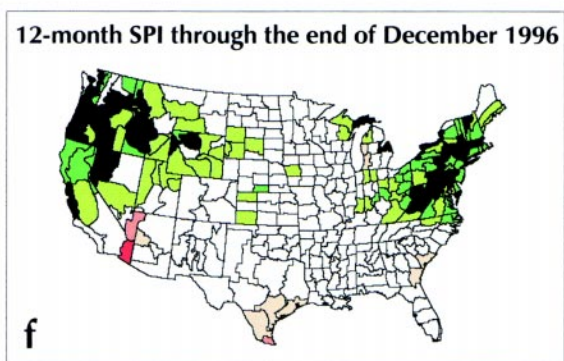 12-month SPI through the end of December 1996
f